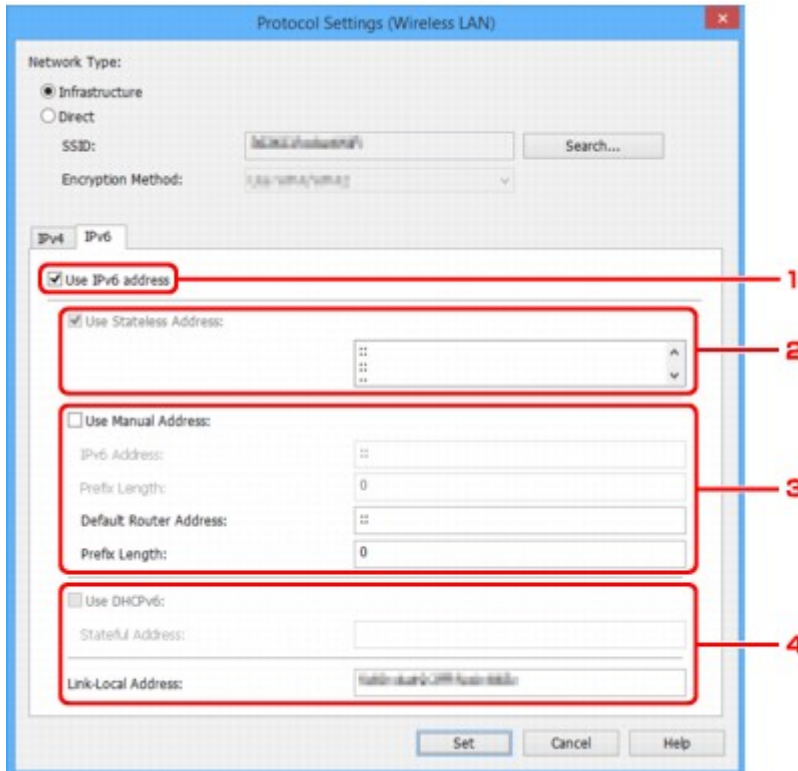 Protocol Settings (Wireless LAN)
Network Type:
Infrastructure
Direct
SSID:
Search...
Encryption Method:
IPv4 IPv6
Use IPv6 address
1
Use Stateless Address:
::
::
::
2
Use Manual Address:
IPv6 Address: ::
Prefix Length: 0
3
Default Router Address: ::
Prefix Length: 0
Use DHCPv6:
Stateful Address:
4
Link-Local Address:
Set Cancel Help